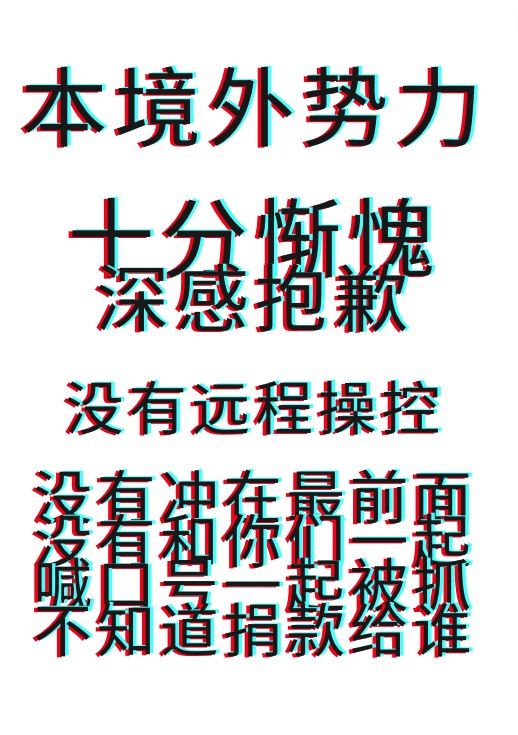 本境外势力
十分惭愧
深感抱歉
没有远程操控
没有冲在最前面
没有和你们一起
喊口号一起被抓
不知道捐款给谁